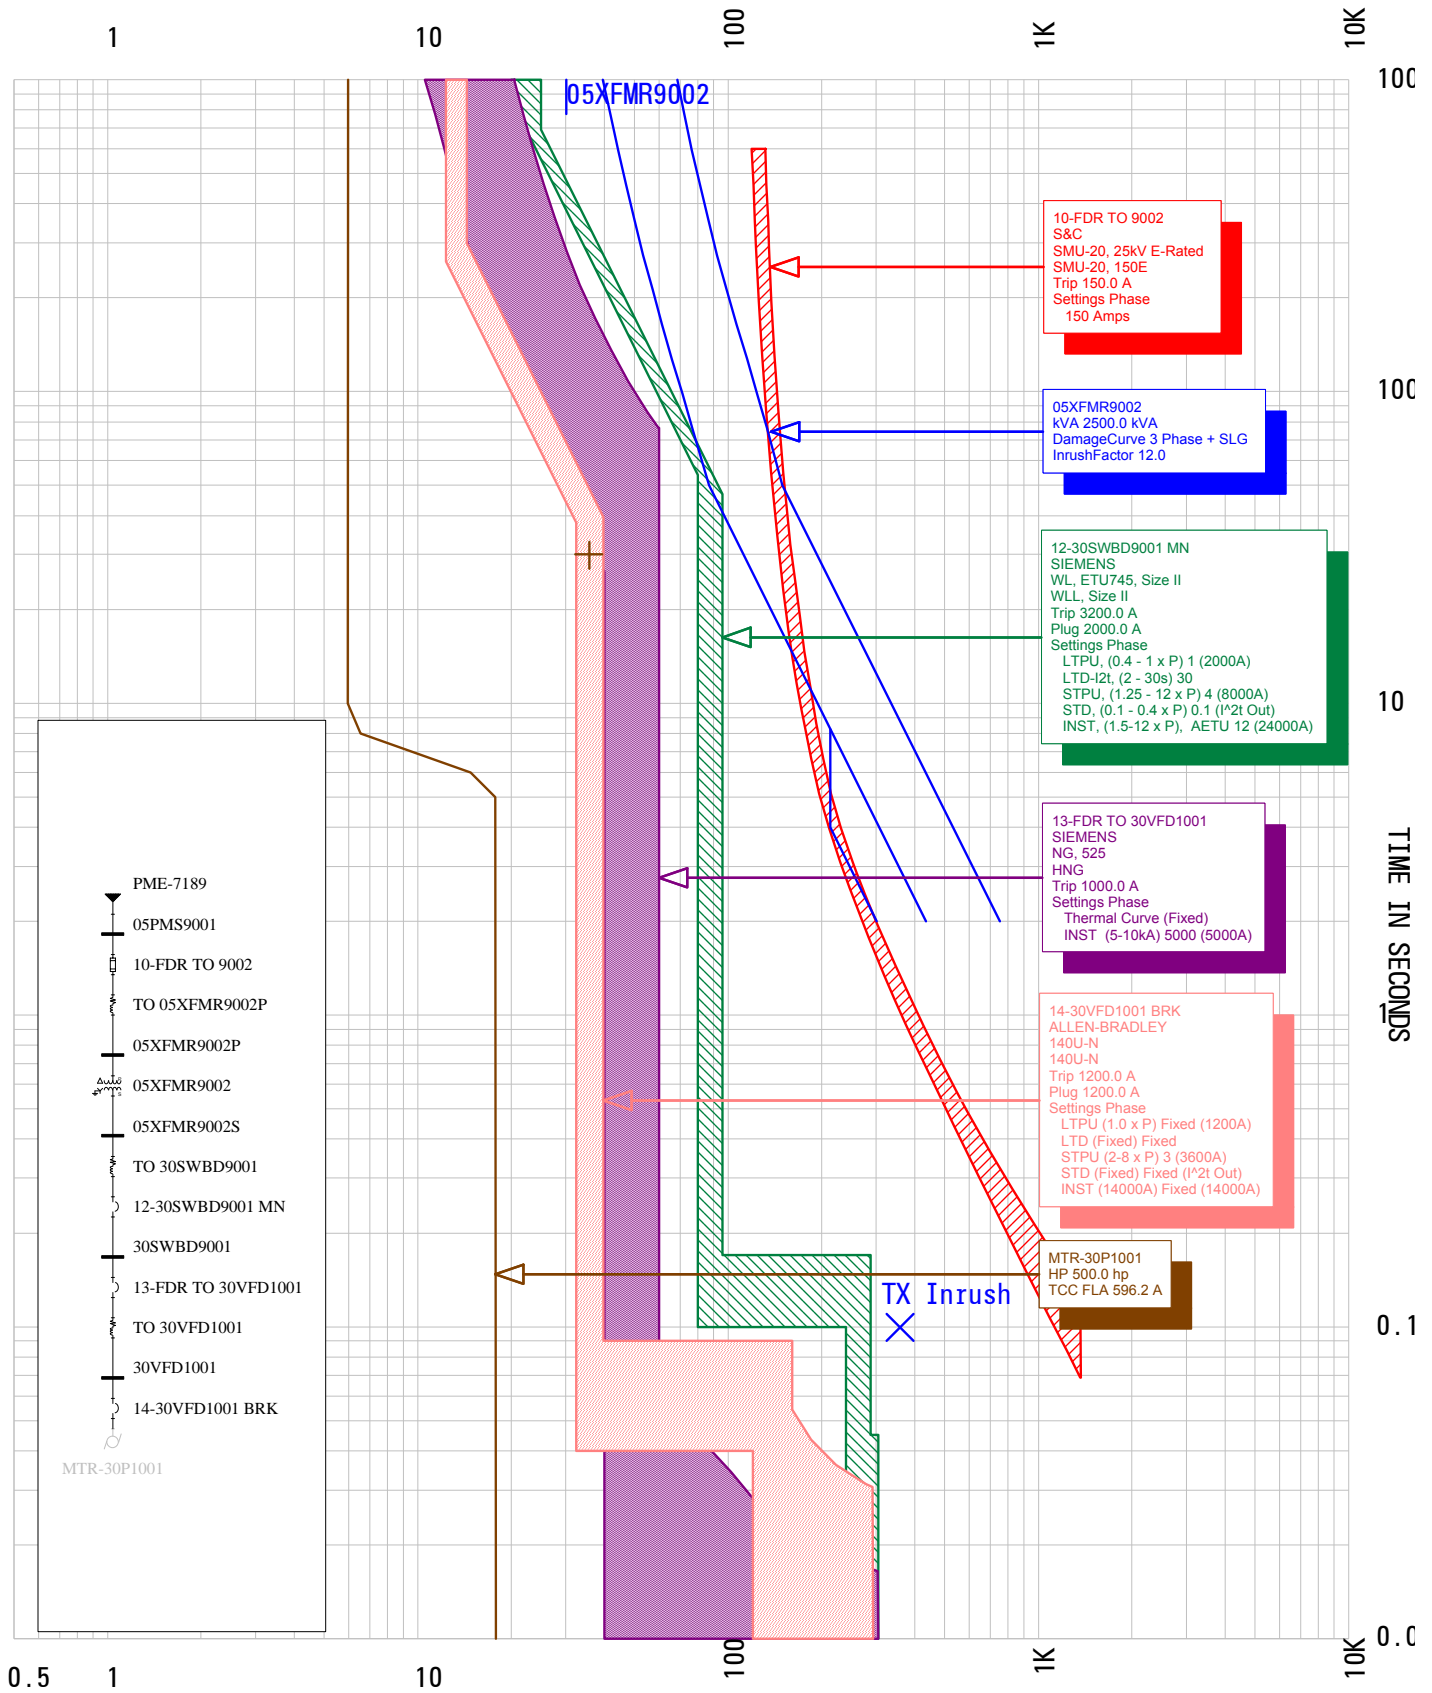 1
10
100
1K
10K
05XFMR9002
100
10-FDR TO 9002
S&C
SMU-20, 25kV E-Rated
SMU-20, 150E
Trip 150.0 A
Settings Phase
150 Amps
100
05XFMR9002
kVA 2500.0 kVA
DamageCurve 3 Phase + SLG
InrushFactor 12.0
12-30SWBD9001 MN
SIEMENS
WL, ETU745, Size II
WLL, Size II
Trip 3200.0 A
Plug 2000.0 A
Settings Phase
LTPU, (0.4 - 1 x P) 1 (2000A)
LTD-I2t, (2 - 30s) 30
STPU, (1.25 - 12 x P) 4 (8000A)
STD, (0.1 - 0.4 x P) 0.1 (I^2t Out)
INST, (1.5-12 x P), AETU 12 (24000A)
10
13-FDR TO 30VFD1001
SIEMENS
NG, 525
HNG
Trip 1000.0 A
Settings Phase
Thermal Curve (Fixed)
INST (5-10kA) 5000 (5000A)
TIME IN SECONDS
1
14-30VFD1001 BRK
ALLEN-BRADLEY
140U-N
140U-N
Trip 1200.0 A
Plug 1200.0 A
Settings Phase
LTPU (1.0 x P) Fixed (1200A)
LTD (Fixed) Fixed
STPU (2-8 x P) 3 (3600A)
STD (Fixed) Fixed (I^2t Out)
INST (14000A) Fixed (14000A)
MTR-30P1001
HP 500.0 hp
TCC FLA 596.2 A
TX Inrush
0.1
PME-7189
05PMS9001
10-FDR TO 9002
TO 05XFMR9002P
05XFMR9002P
05XFMR9002
05XFMR9002S
TO 30SWBD9001
12-30SWBD9001 MN
30SWBD9001
13-FDR TO 30VFD1001
TO 30VFD1001
30VFD1001
14-30VFD1001 BRK
MTR-30P1001
0.0
0.5
1
10
100
1K
10K